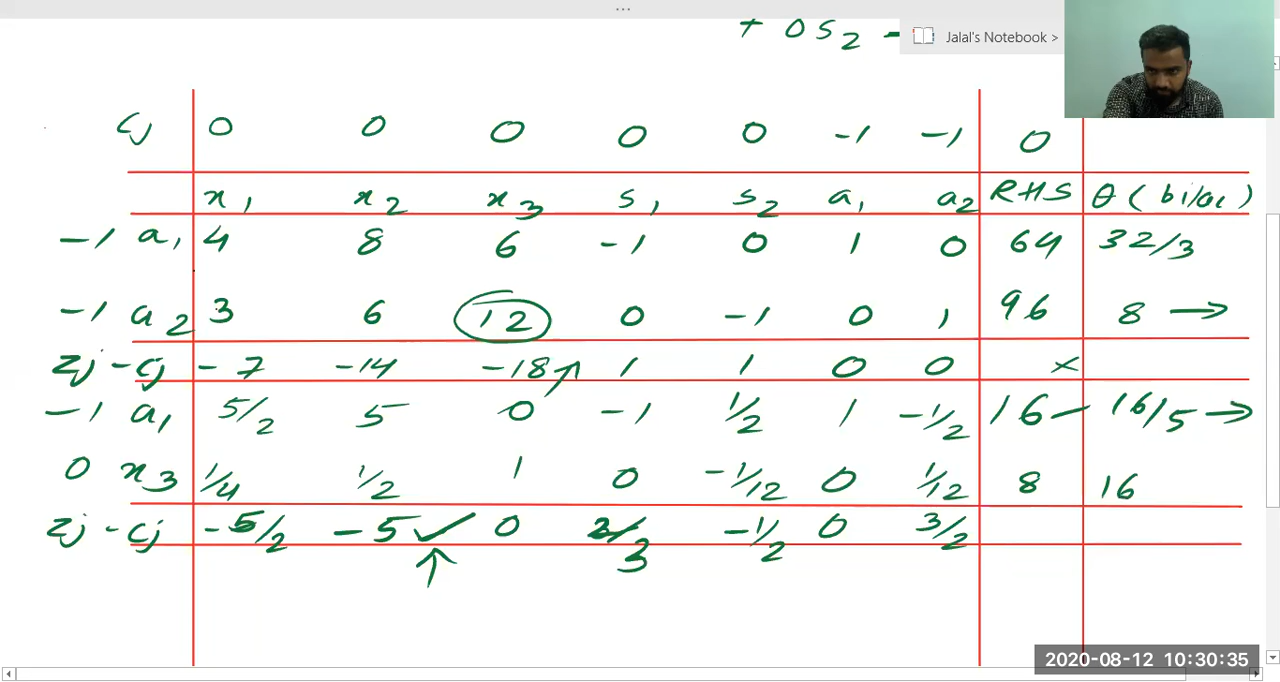 + 0 s2 -
Jalal's Notebook >
Cj 0 0 0 0 0 -1 -1 0
x1 x2 x3 s1 s2 a1 a2 RHS θ (bi/ac)
-1 a1 4 8 6 -1 0 1 0 64 32/3
-1 a2 3 6 12 0 -1 0 1 96 8 →
Zj - Cj -7 -14 -18 ↑ 1 1 0 0 ×
-1 a1 5/2 5 0 -1 1/2 1 -1/2 16 - 16/5 →
0 x3 1/4 1/2 1 0 -1/12 0 1/12 8 16
Zj - Cj -5/2 -5 ✓ 0 -1/2 0 3/2
↑
2020-08-12 10:30:35